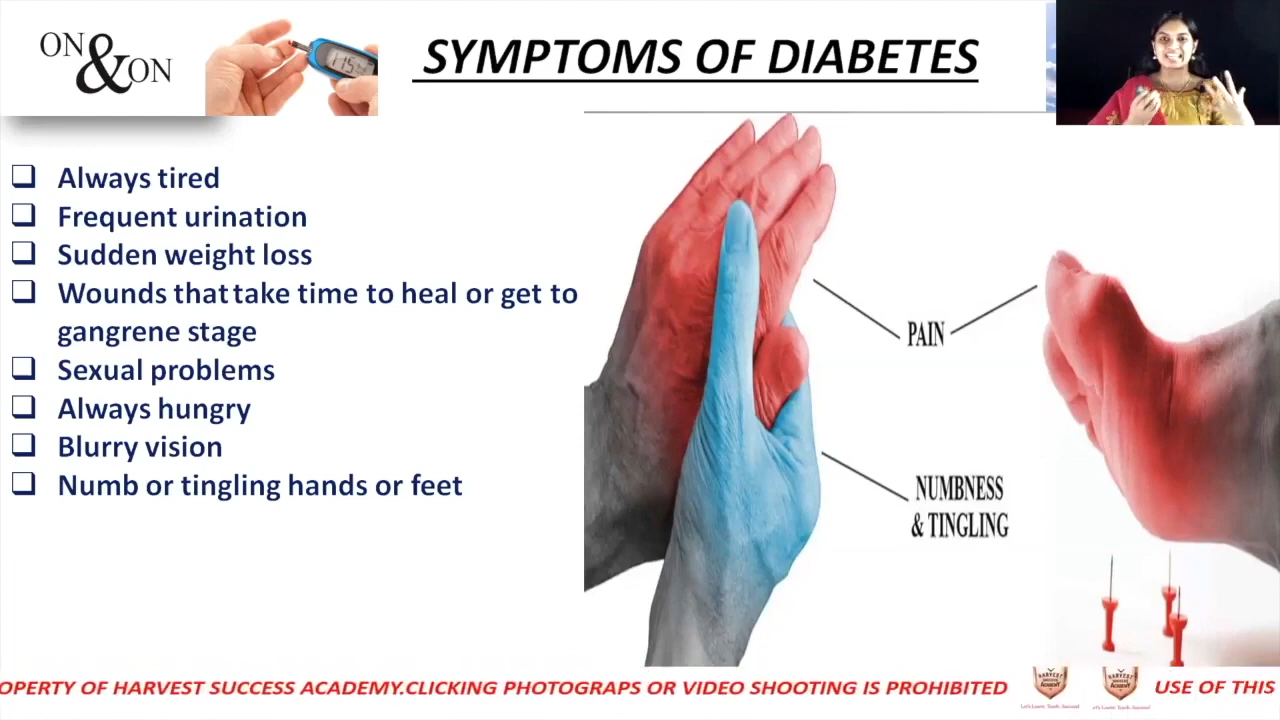 ON & ON
175
SYMPTOMS OF DIABETES
❑ Always tired
❑ Frequent urination
❑ Sudden weight loss
❑ Wounds that take time to heal or get to
gangrene stage
❑ Sexual problems
❑ Always hungry
❑ Blurry vision
❑ Numb or tingling hands or feet
PAIN
NUMBNESS
& TINGLING
OPERTY OF HARVEST SUCCESS ACADEMY.CLICKING PHOTOGRAPS OR VIDEO SHOOTING IS PROHIBITED
USE OF THIS